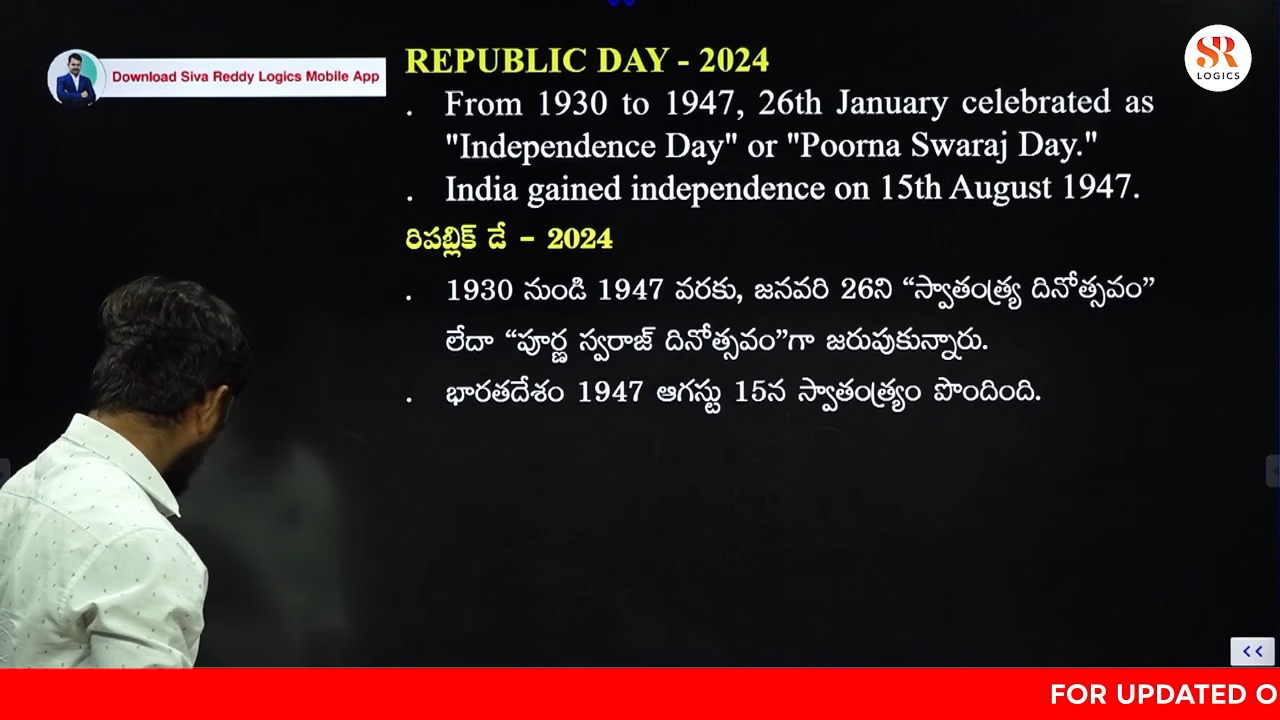 Download Siva Reddy Logics Mobile App
SR
LOGICS
REPUBLIC DAY - 2024
. From 1930 to 1947, 26th January celebrated as
"Independence Day" or "Poorna Swaraj Day."
. India gained independence on 15th August 1947.
రిపబ్లిక్ డే – 2024
. 1930 నుండి 1947 వరకు, జనవరి 26ని “స్వాతంత్ర్య దినోత్సవం”
లేదా “పూర్ణ స్వరాజ్ దినోత్సవం”గా జరుపుకున్నారు.
. భారతదేశం 1947 ఆగస్టు 15న స్వాతంత్ర్యం పొందింది.
<<
FOR UPDATED O